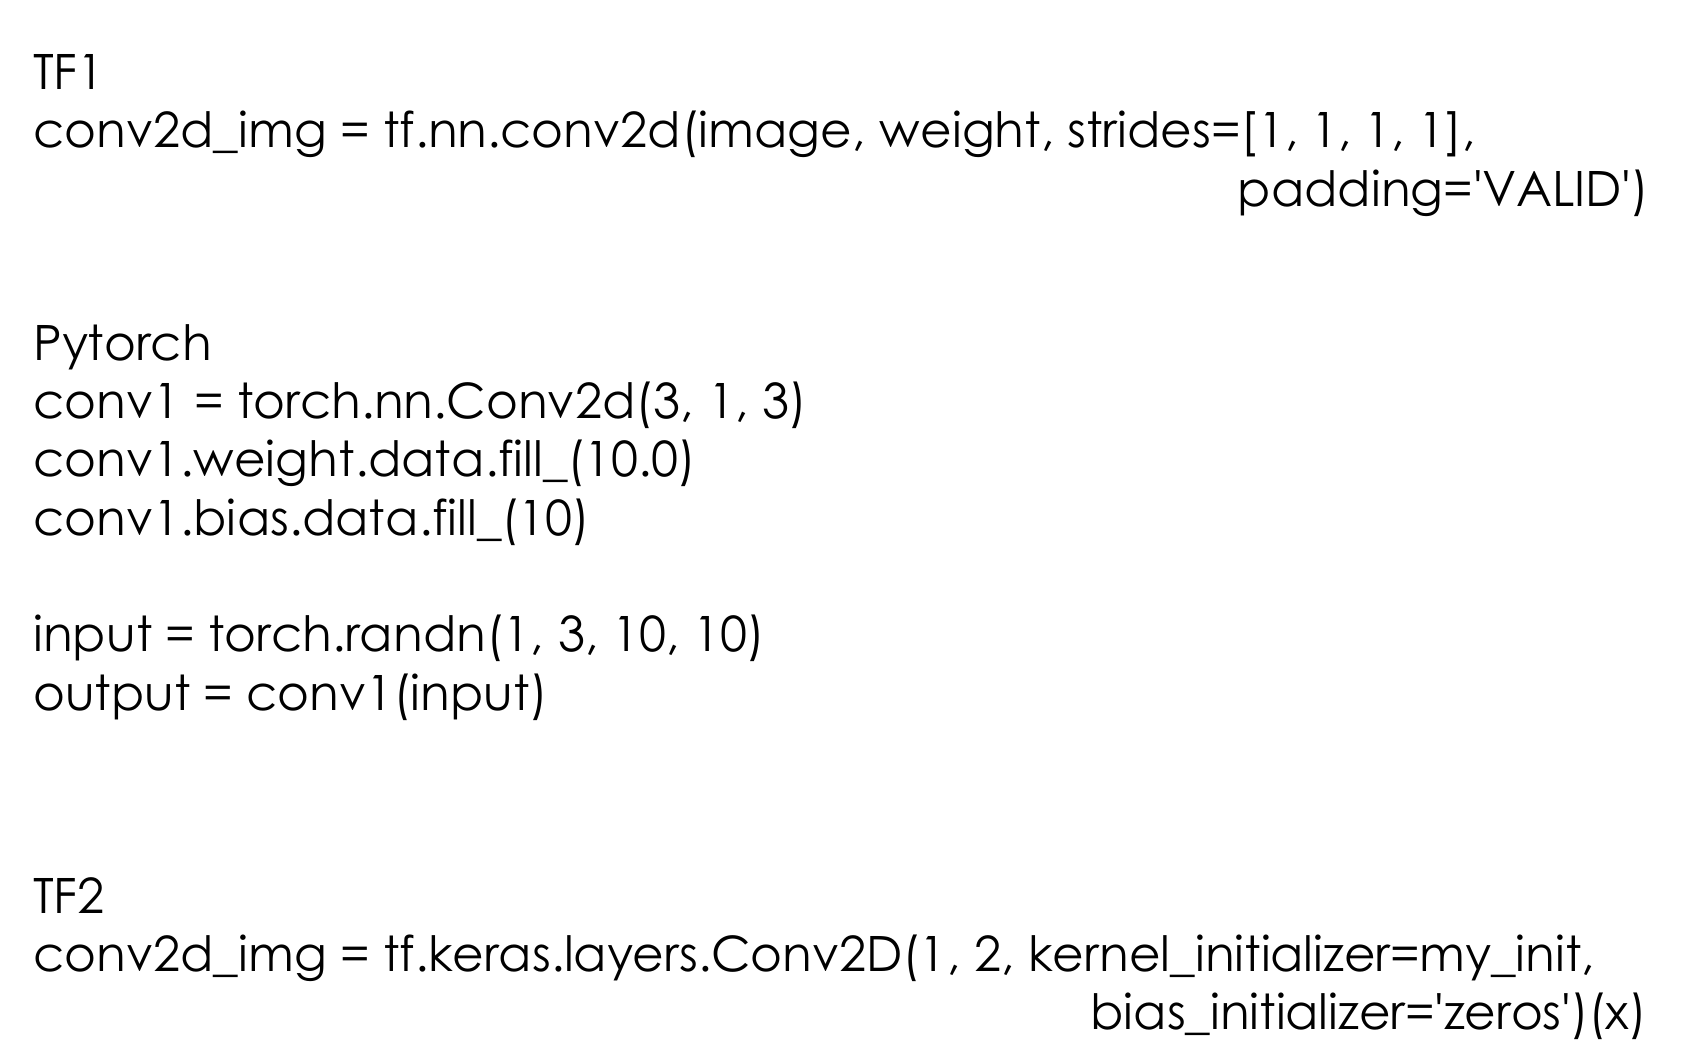 TF1
conv2d_img = tf.nn.conv2d(image, weight, strides=[1, 1, 1, 1],
padding='VALID')
Pytorch
conv1 = torch.nn.Conv2d(3, 1, 3)
conv1.weight.data.fill_(10.0)
conv1.bias.data.fill_(10)
input = torch.randn(1, 3, 10, 10)
output = conv1(input)
TF2
conv2d_img = tf.keras.layers.Conv2D(1, 2, kernel_initializer=my_init,
bias_initializer='zeros')(x)